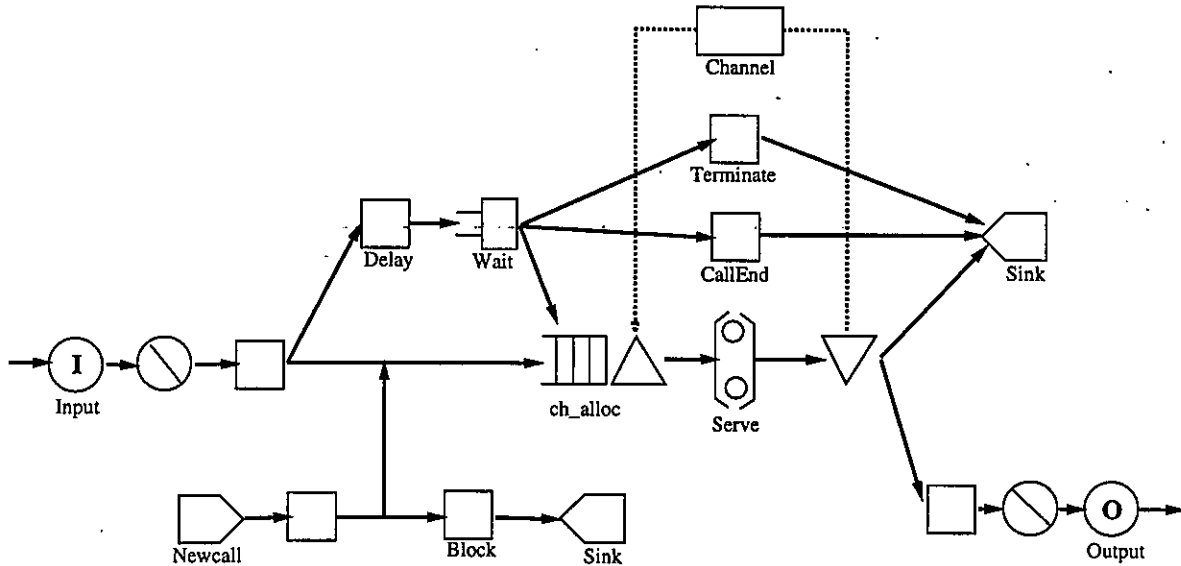 Channel
Terminate
Delay
Wait
CallEnd
Sink
I
Input
ch_alloc
Serve
Newcall
Block
Sink
O
Output